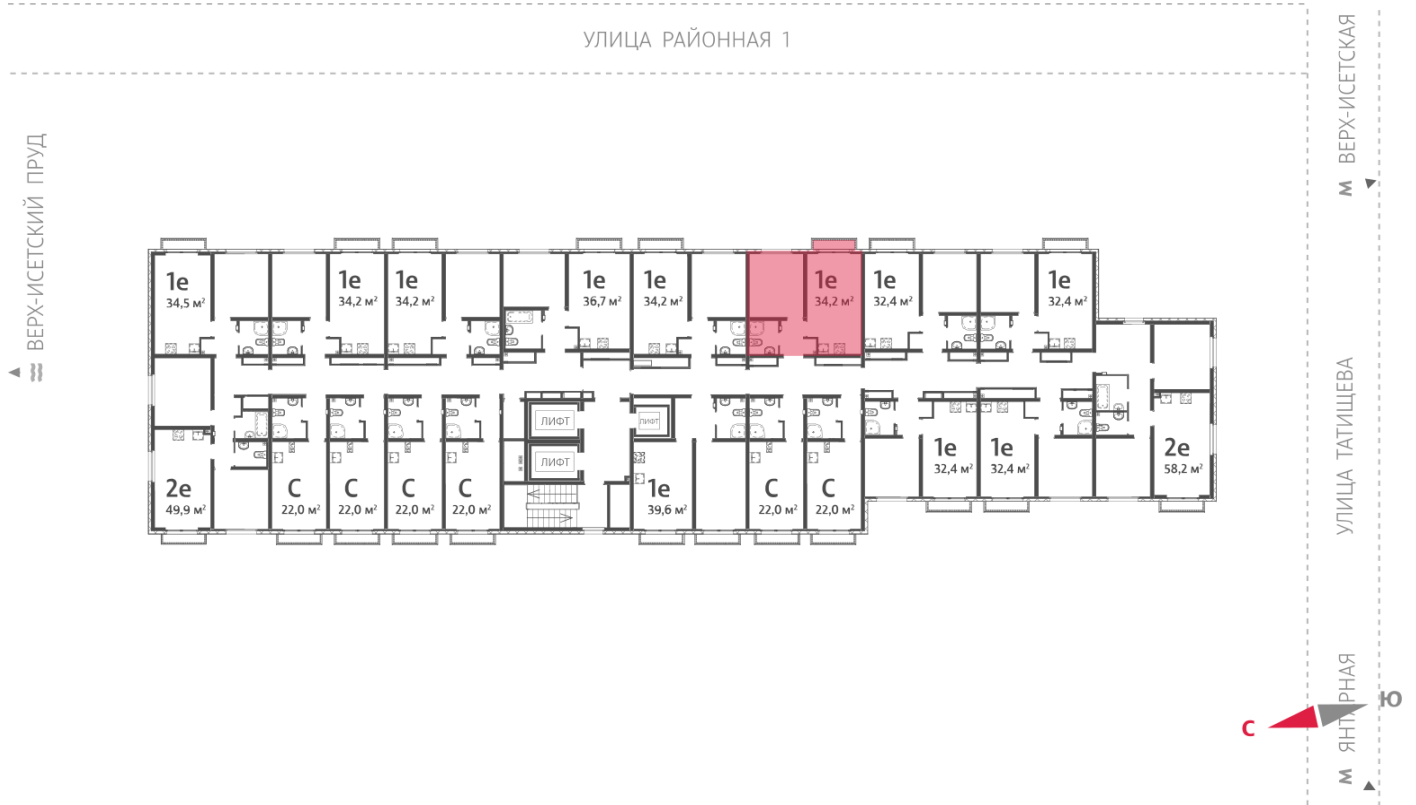 УЛИЦА РАЙОННАЯ 1
М ВЕРХ-ИСЕТСКАЯ
ВЕРХ-ИСЕТСКИЙ ПРУД
1е
34,5 м²
1е
34,2 м²
1е
34,2 м²
1е
36,7 м²
1е
34,2 м²
1е
34,2 м²
1е
32,4 м²
1е
32,4 м²
УЛИЦА ТАТИЩЕВА
ЛИФТ
ЛИФТ
ЛИФТ
2е
49,9 м²
С
22,0 м²
С
22,0 м²
С
22,0 м²
С
22,0 м²
1е
39,6 м²
С
22,0 м²
С
22,0 м²
1е
32,4 м²
1е
32,4 м²
2е
58,2 м²
М ЯНТАРНАЯ
С
Ю